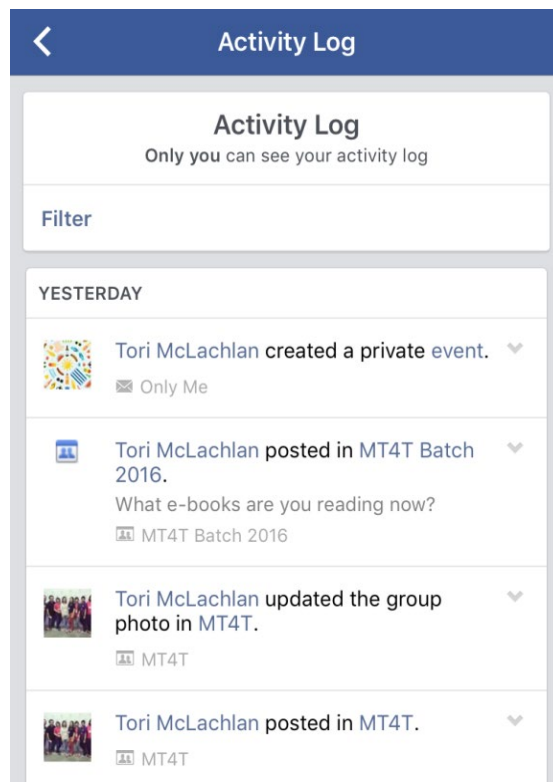 Activity Log
Activity Log
Only you can see your activity log
Filter
YESTERDAY
Tori McLachlan created a private event.
Only Me
Tori McLachlan posted in MT4T Batch
2016.
What e-books are you reading now?
MT4T Batch 2016
Tori McLachlan updated the group
photo in MT4T.
MT4T
Tori McLachlan posted in MT4T.
MT4T